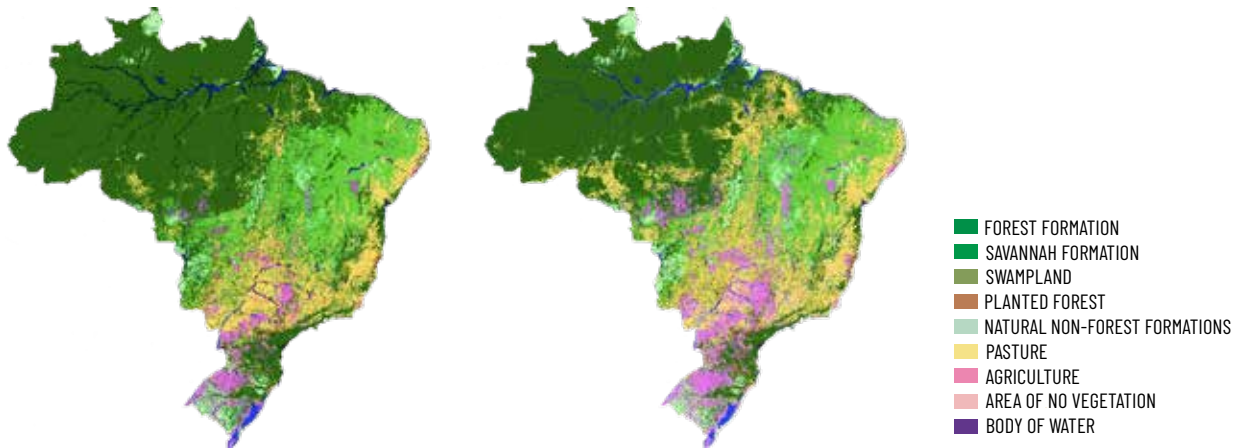 FOREST FORMATION
SAVANNAH FORMATION
SWAMPLAND
PLANTED FOREST
NATURAL NON-FOREST FORMATIONS
PASTURE
AGRICULTURE
AREA OF NO VEGETATION
BODY OF WATER